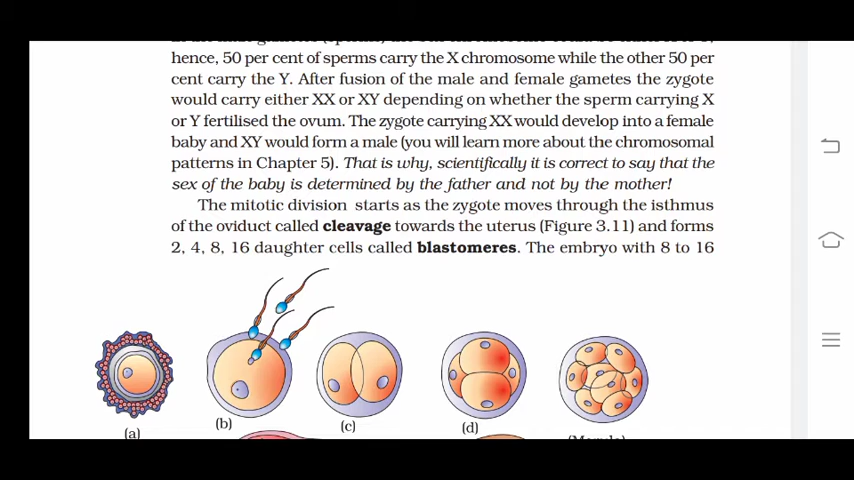 hence, 50 per cent of sperms carry the X chromosome while the other 50 per
cent carry the Y. After fusion of the male and female gametes the zygote
would carry either XX or XY depending on whether the sperm carrying X
or Y fertilised the ovum. The zygote carrying XX would develop into a female
baby and XY would form a male (you will learn more about the chromosomal
patterns in Chapter 5). That is why, scientifically it is correct to say that the
sex of the baby is determined by the father and not by the mother!
The mitotic division starts as the zygote moves through the isthmus
of the oviduct called cleavage towards the uterus (Figure 3.11) and forms
2, 4, 8, 16 daughter cells called blastomeres. The embryo with 8 to 16
(a)
(b)
(c)
(d)
(Morula)